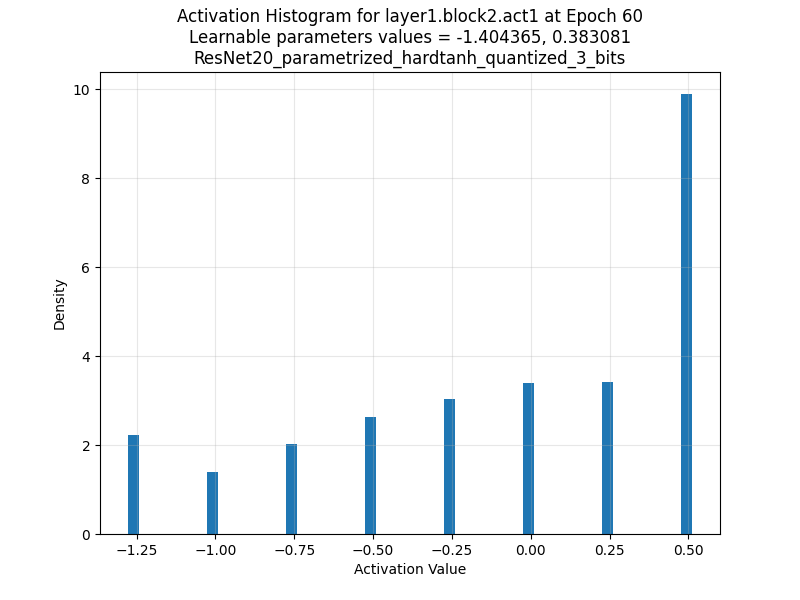 Activation Histogram for layer1.block2.act1 at Epoch 60
Learnable parameters values = -1.404365, 0.383081
ResNet20_parametrized_hardtanh_quantized_3_bits
10
8
6
4
2
0
Density
−1.25 −1.00 −0.75 −0.50 −0.25 0.00 0.25 0.50
Activation Value